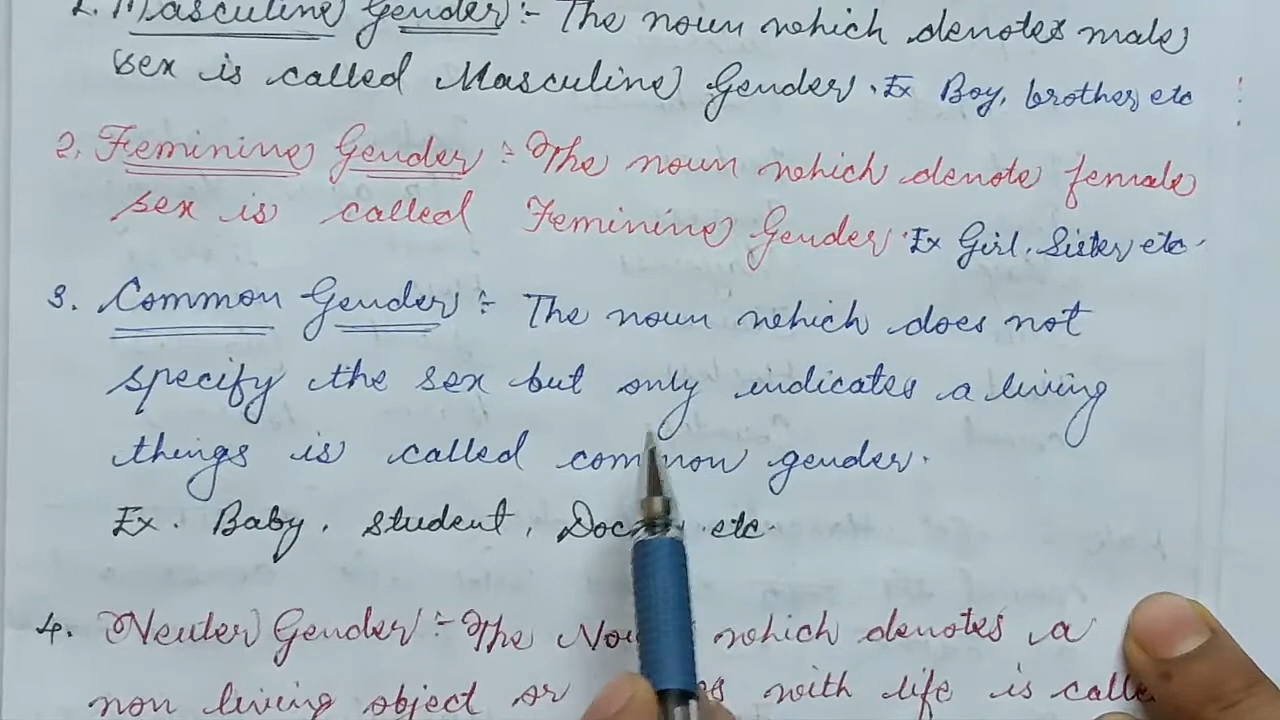 1. Masculine Gender :- The noun which denotes male
sex is called Masculine Gender. Ex Boy, brother etc
2. Feminine Gender :- The noun which denote female
sex is called Feminine Gender. Ex Girl, Sister etc.
3. Common Gender :- The noun which does not
specify the sex but only indicates a living
things is called common gender.
Ex. Baby, student, etc.
4. Neuter Gender :- The which denotes a
non living object or with life is